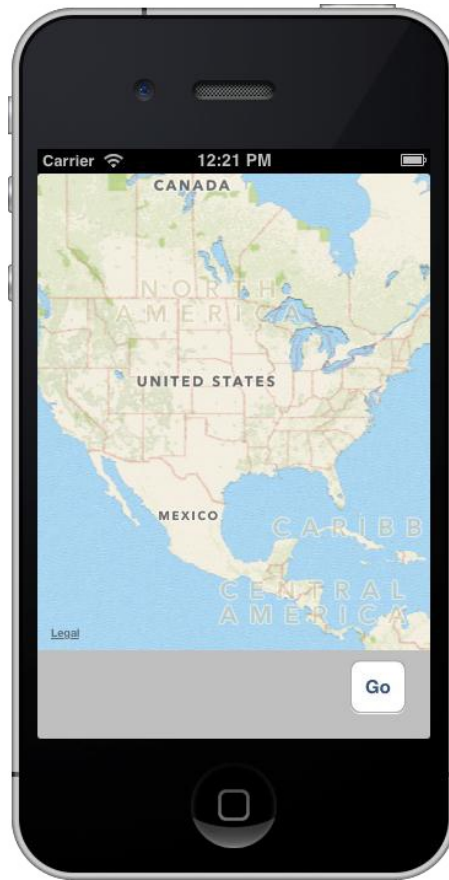 Carrier 12:21 PM
CANADA
NORTH
AMERICA
UNITED STATES
MEXICO
CARIBB
CENTRAL
AMERICA
Legal
Go